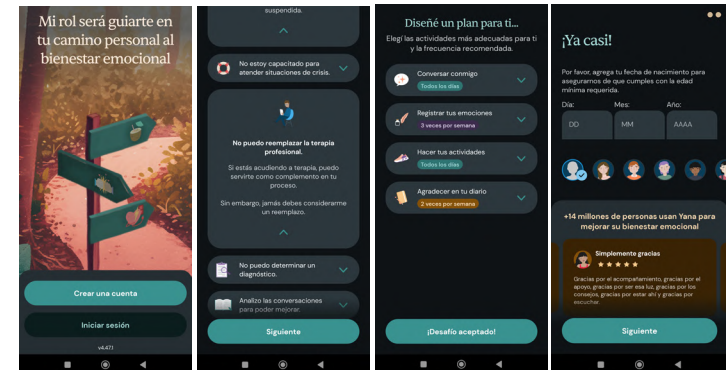 Mi rol será guiarte en
tu camino personal al
bienestar emocional
Crear una cuenta
Iniciar sesión
v4.47.1
suspendida.
No estoy capacitado para
atender situaciones de crisis.
No puedo reemplazar la terapia
profesional.
Si estás acudiendo a terapia, puedo
servirte como complemento en tu
proceso.
Sin embargo, jamás debes considerarme
un reemplazo.
No puedo determinar un
diagnóstico.
Analizo las conversaciones
para poder mejorar.
Siguiente
Diseñé un plan para ti...
Elegí las actividades más adecuadas para ti
y la frecuencia recomendada.
Conversar conmigo
Todos los días
Registrar tus emociones
3 veces por semana
Hacer tus actividades
Todos los días
Agradecer en tu diario
2 veces por semana
¡Desafío aceptado!
¡Ya casi!
Por favor, agrega tu fecha de nacimiento para
asegurarnos de que cumples con la edad
mínima requerida.
Día: Mes: Año:
DD MM AAAA
+14 millones de personas usan Yana para
mejorar su bienestar emocional
Simplemente gracias
Gracias por el acompañamiento, gracias por el
apoyo, gracias por ser esa luz, gracias por los
consejos, gracias por estar ahí y gracias por
escuchar.
Siguiente